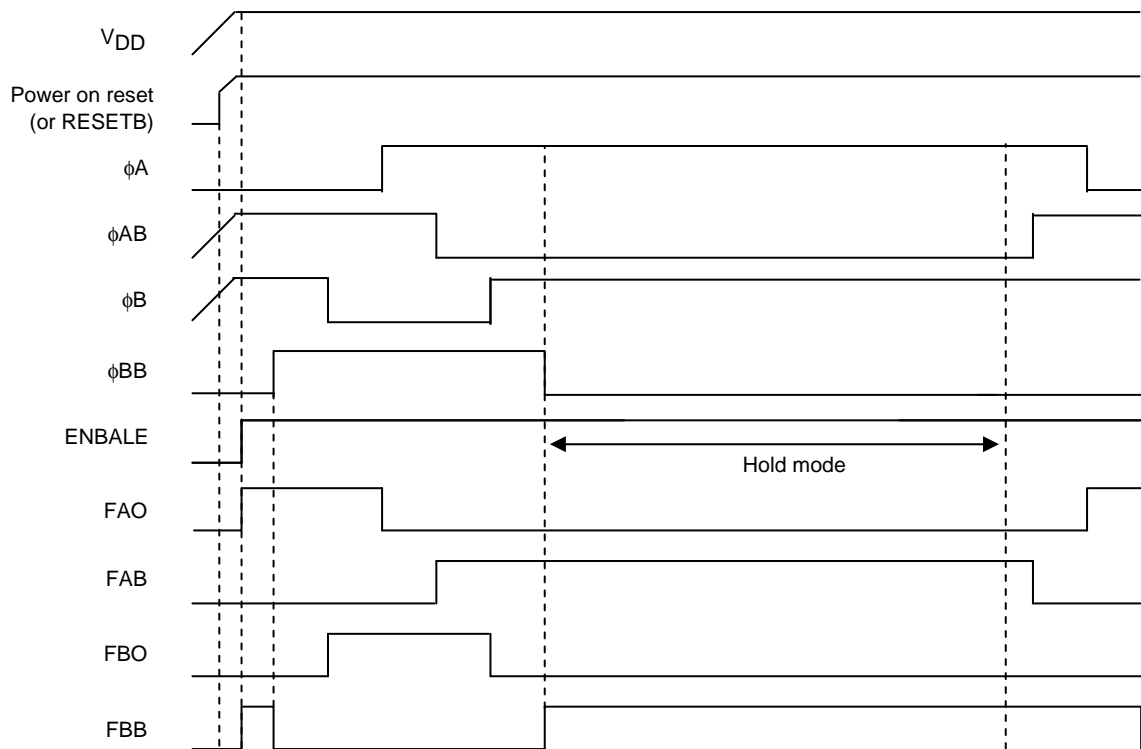 VDD
Power on reset
(or RESETB)
ϕA
ϕAB
ϕB
ϕBB
ENBALE
Hold mode
FAO
FAB
FBO
FBB